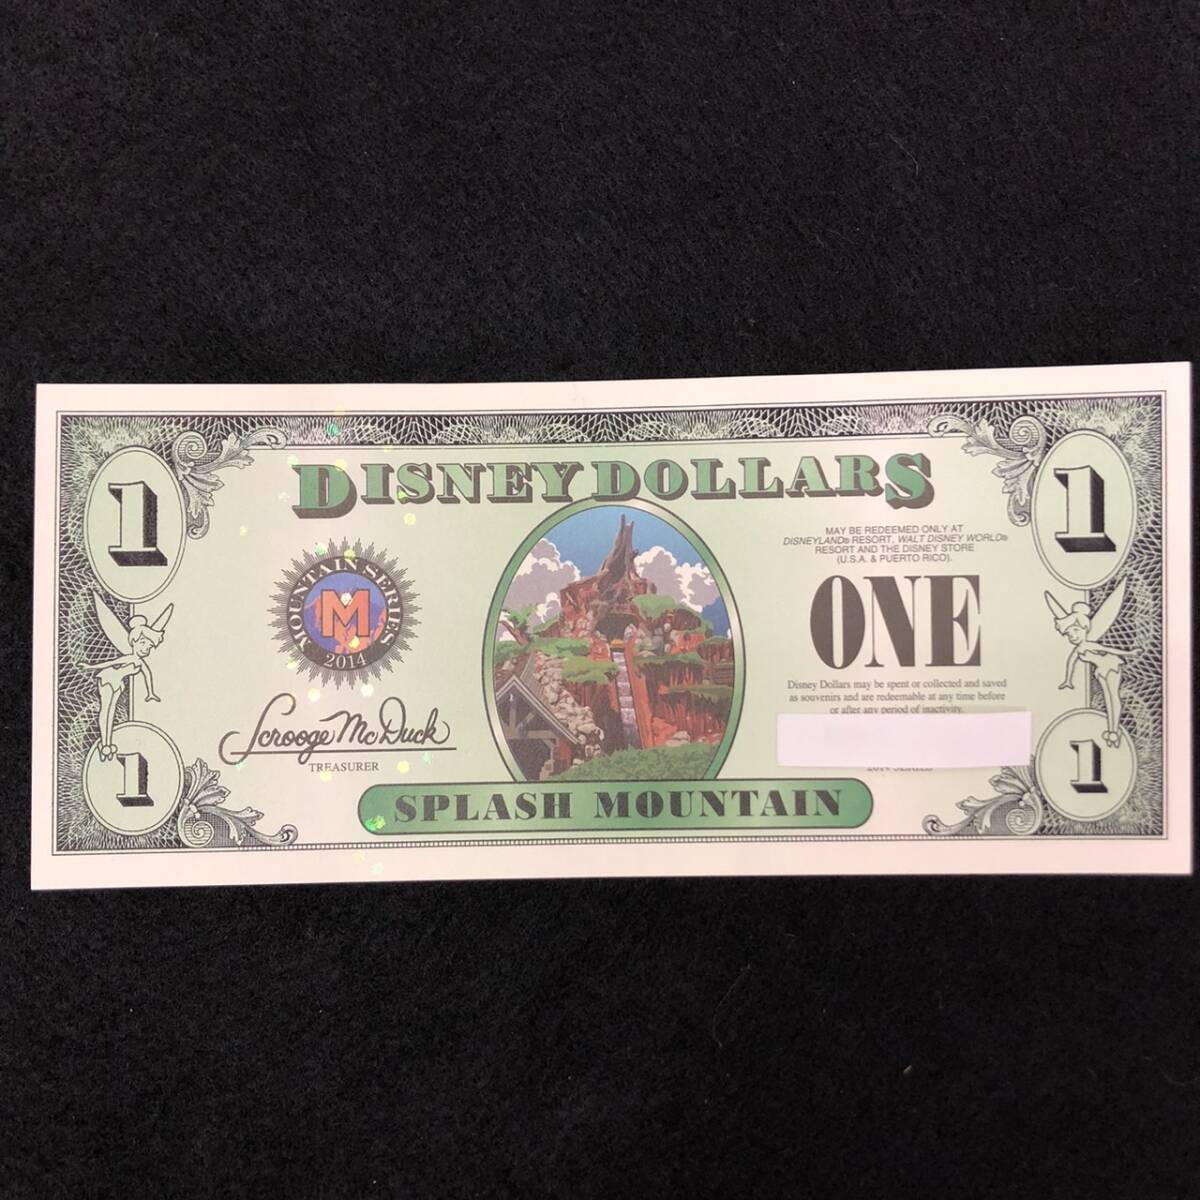 DISNEY DOLLARS
1
1
MAY BE REDEEMED ONLY AT
DISNEYLAND® RESORT, WALT DISNEY WORLD®
RESORT AND THE DISNEY STORE
(U.S.A. & PUERTO RICO).
MOUNTAIN SERIES
M
2014
ONE
Disney Dollars may be spent or collected and saved
as souvenirs and are redeemable at any time before
or after any period of inactivity.
Scrooge McDuck
TREASURER
1
1
SPLASH MOUNTAIN